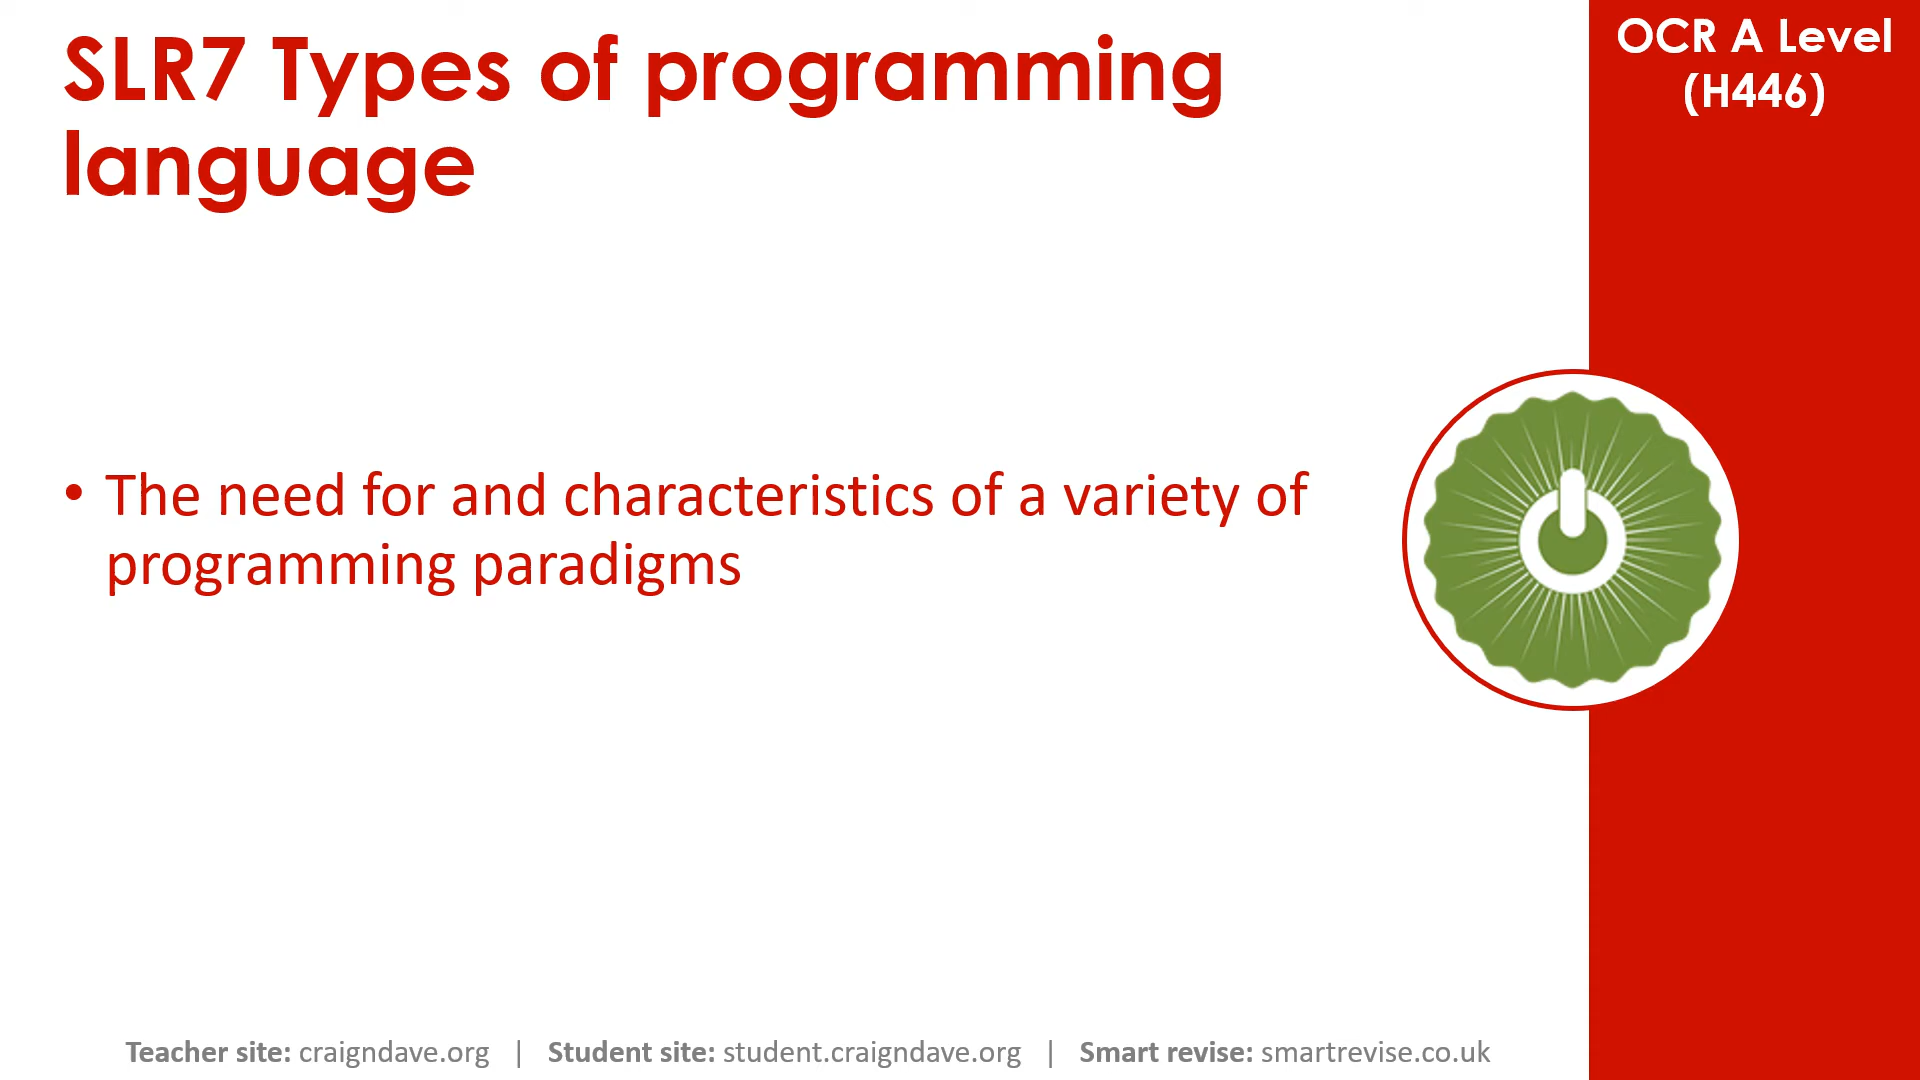 SLR7 Types of programming
language
OCR A Level
(H446)
• The need for and characteristics of a variety of
programming paradigms
Teacher site: craigndave.org | Student site: student.craigndave.org | Smart revise: smartrevise.co.uk